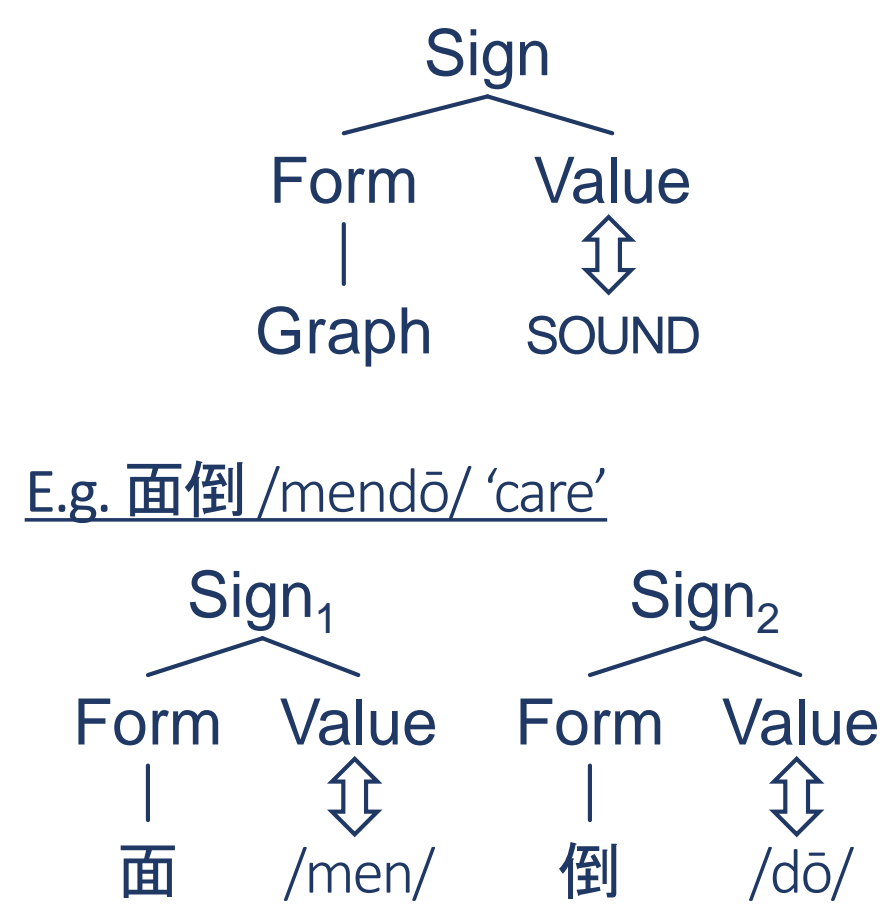 Sign
Form Value
Graph SOUND
E.g. 面倒 /mendō/ ‘care’
Sign₁ Sign₂
Form Value Form Value
面 /men/ 倒 /dō/